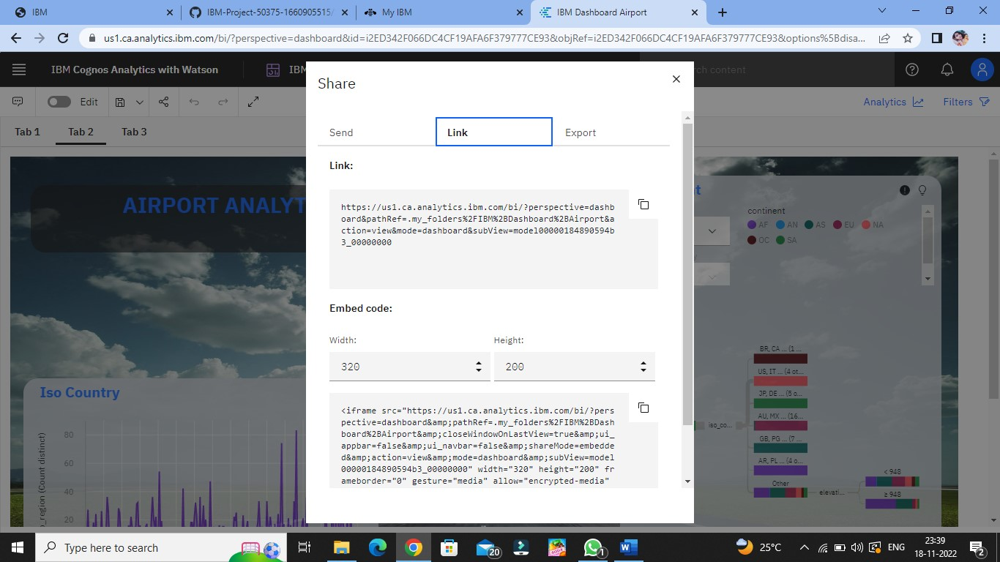 IBM
IBM-Project-50375-1660905515/
My IBM
IBM Dashboard Airport
us1.ca.analytics.ibm.com/bi/?perspective=dashboard&id=i2ED342F066DC4CF19AFA6F379777CE93&objRef=i2ED342F066DC4CF19AFA6F379777CE93&options%5Bdisa...
IBM Cognos Analytics with Watson
IBM
rch content
Edit
Analytics
Filters
Tab 1
Tab 2
Tab 3
AIRPORT ANALYT
Iso Country
_region (Count distinct)
80
60
40
20
Share
Send
Link
Export
Link:
https://us1.ca.analytics.ibm.com/bi/?perspective=dashb
oard&pathRef=.my_folders%2FIBM%2BDashboard%2BAirport&a
ction=view&mode=dashboard&subView=model00000184890594b
3_00000000
Embed code:
Width:
Height:
320
200
<iframe src="https://us1.ca.analytics.ibm.com/bi/?pers
pective=dashboard&amp;pathRef=.my_folders%2FIBM%2BDash
board%2BAirport&amp;closeWindowOnLastView=true&amp;ui_
appbar=false&amp;ui_navbar=false&amp;shareMode=embedde
d&amp;action=view&amp;mode=dashboard&amp;subView=model
00000184890594b3_00000000" width="320" height="200" fr
ameborder="0" gesture="media" allow="encrypted-media"
continent
AF AN AS EU NA
OC SA
BR, CA ... (1 ...
US, IT ... (4 ot...
JP, DE ... (5 o...
AU, MX ... (16...
GB, PG ... (7 ...
AR, PL ... (4 o...
Other
iso_co...
elevati...
< 948
≥ 948
Type here to search
20
1
25°C
ENG
23:39
18-11-2022
2